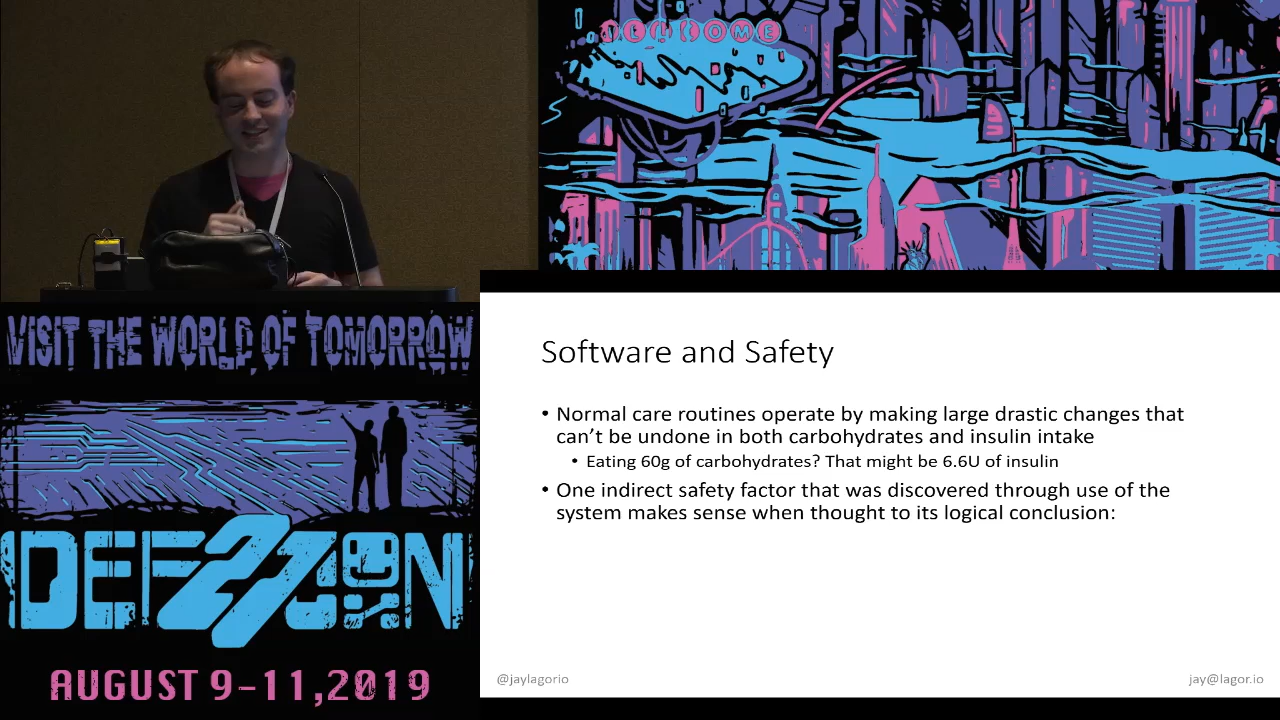 WELCOME
VISIT THE WORLD OF TOMORROW
DEFCON
27
AUGUST 9-11,2019
Software and Safety
• Normal care routines operate by making large drastic changes that
can't be undone in both carbohydrates and insulin intake
• Eating 60g of carbohydrates? That might be 6.6U of insulin
• One indirect safety factor that was discovered through use of the
system makes sense when thought to its logical conclusion:
@jaylagorio
jay@lagor.io